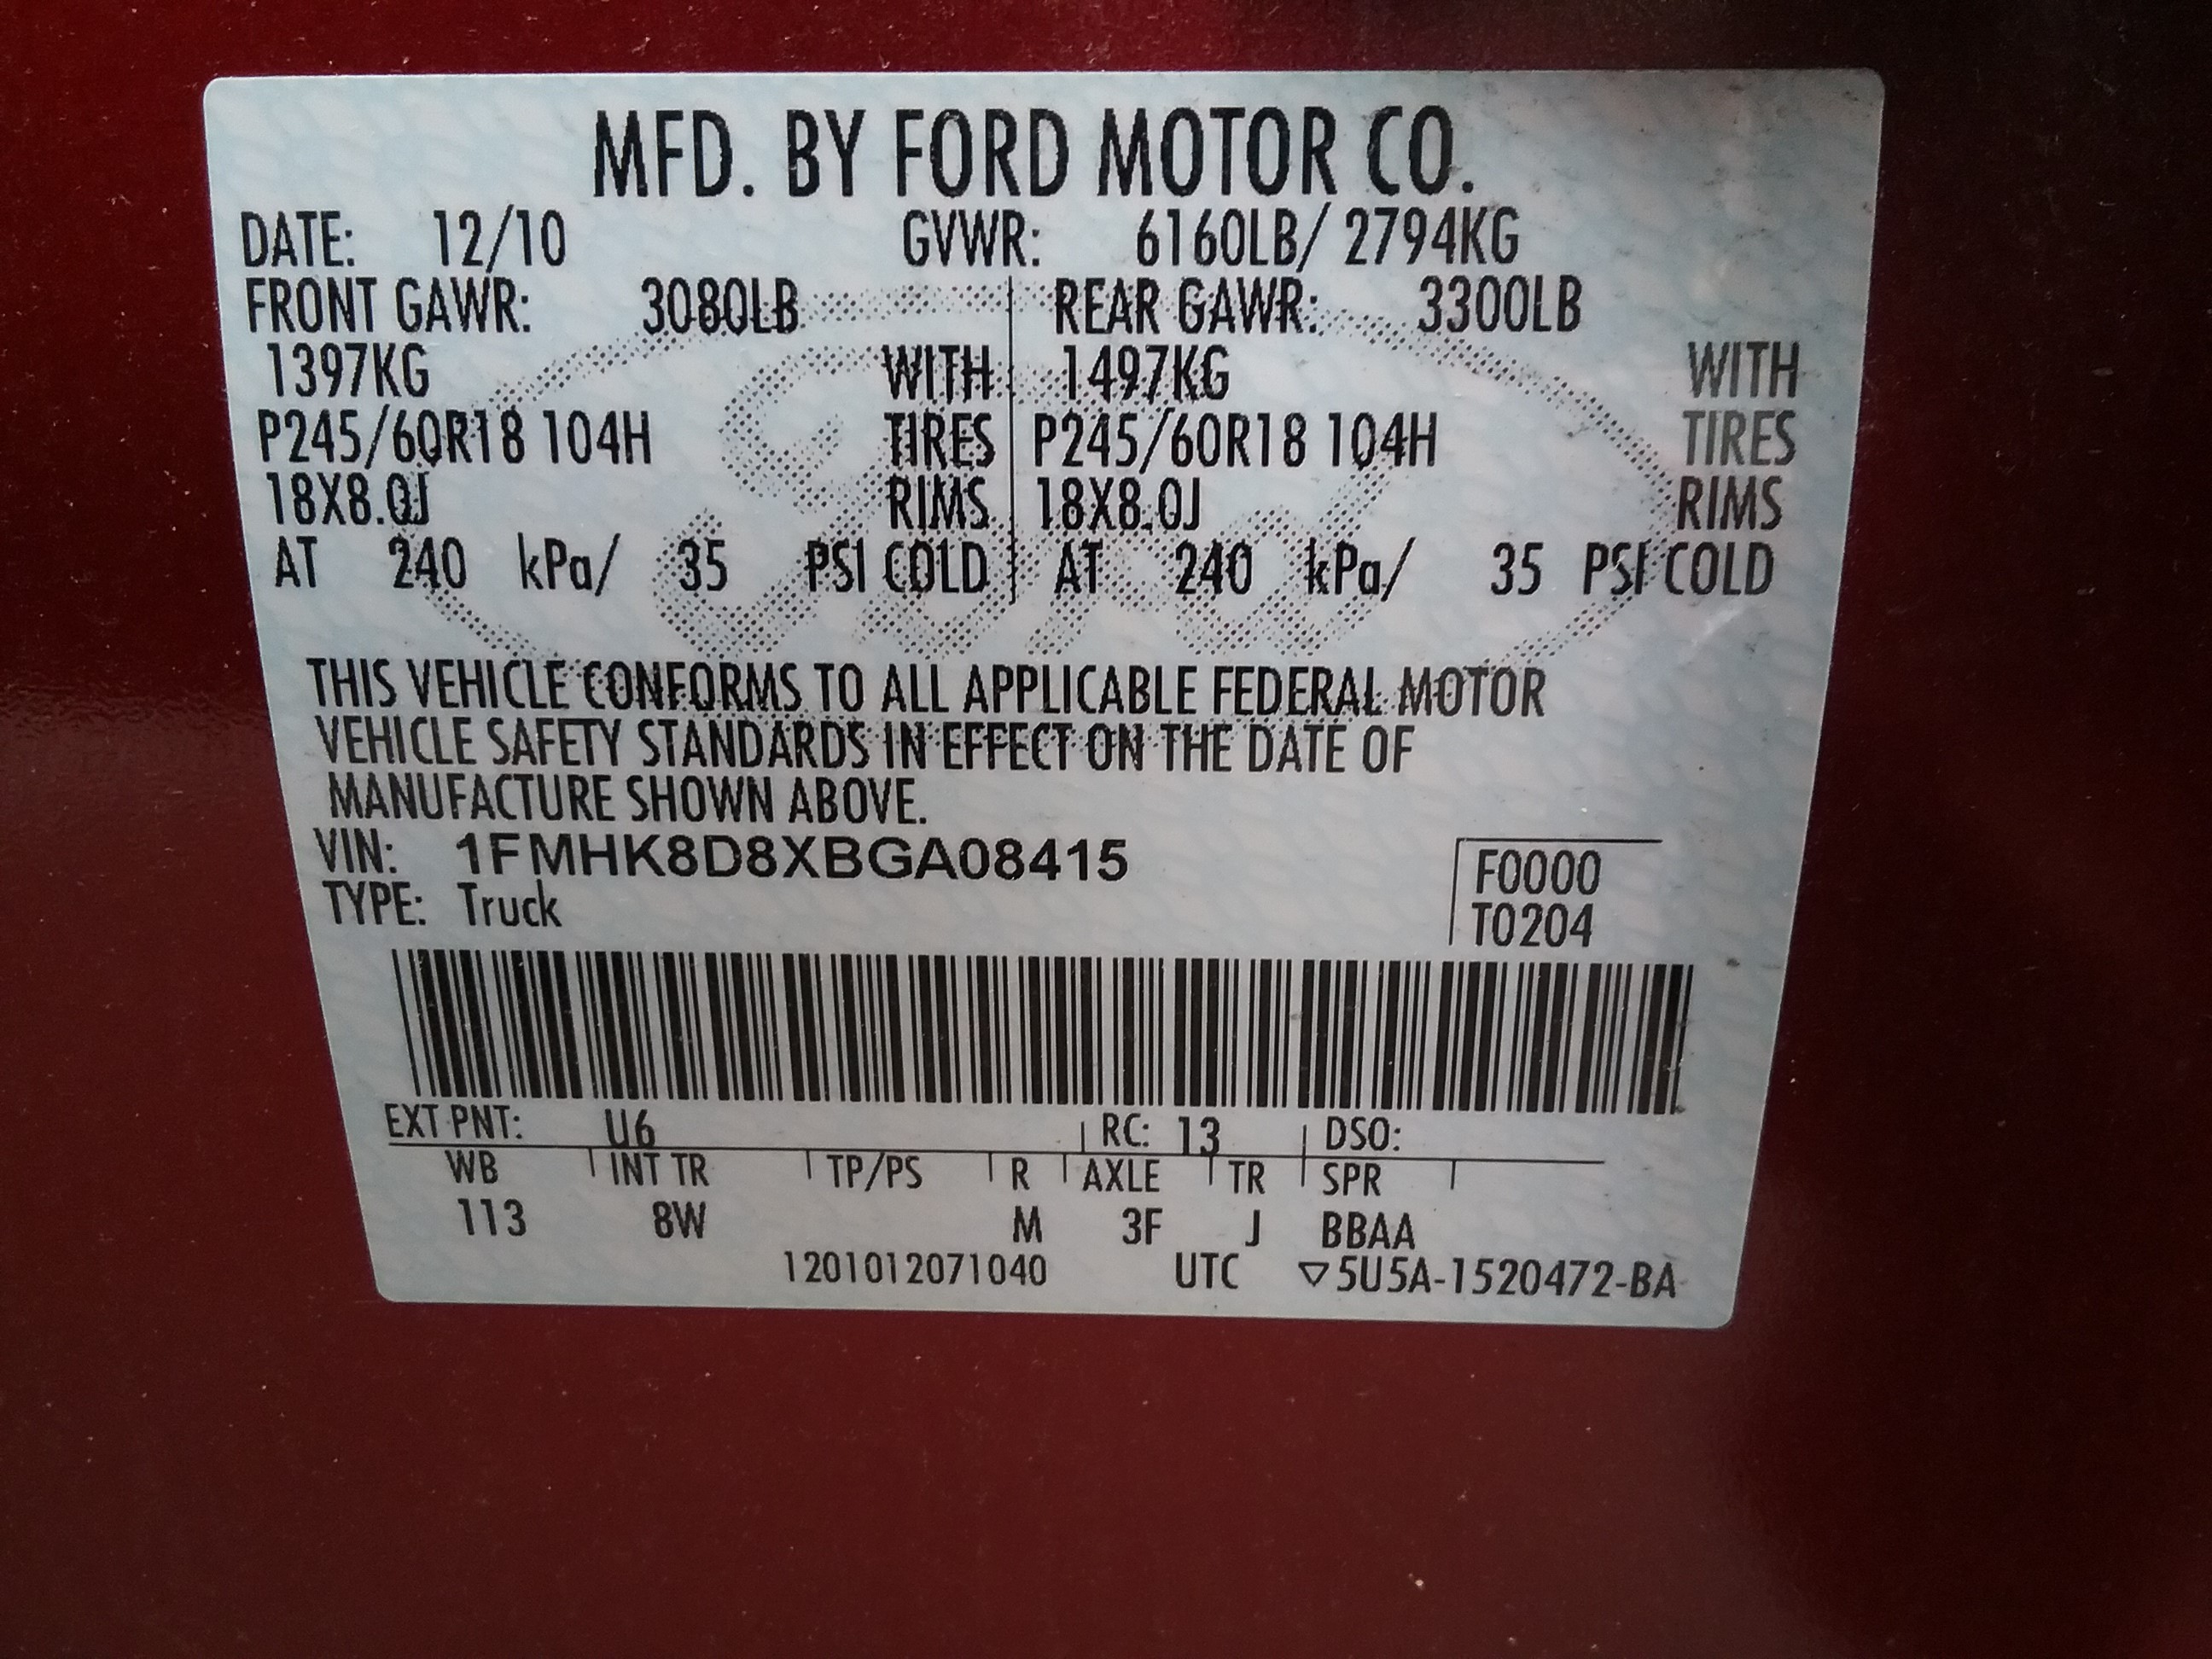 MFD. BY FORD MOTOR CO.
DATE: 12/10 GVWR: 6160LB/ 2794KG
FRONT GAWR: 3080LB REAR GAWR: 3300LB
1397KG WITH 1497KG WITH
P245/60R18 104H TIRES P245/60R18 104H TIRES
18X8.0J RIMS 18X8.0J RIMS
AT 240 kPa/ 35 PSI COLD AT 240 kPa/ 35 PSI COLD
THIS VEHICLE CONFORMS TO ALL APPLICABLE FEDERAL MOTOR
VEHICLE SAFETY STANDARDS IN EFFECT ON THE DATE OF
MANUFACTURE SHOWN ABOVE.
VIN: 1FMHK8D8XBGA08415 F0000
TYPE: Truck T0204
EXT PNT: U6 RC: 13 DSO:
WB INT TR TP/PS R AXLE TR SPR
113 8W M 3F J BBAA
1201012071040 UTC ▽5U5A-1520472-BA